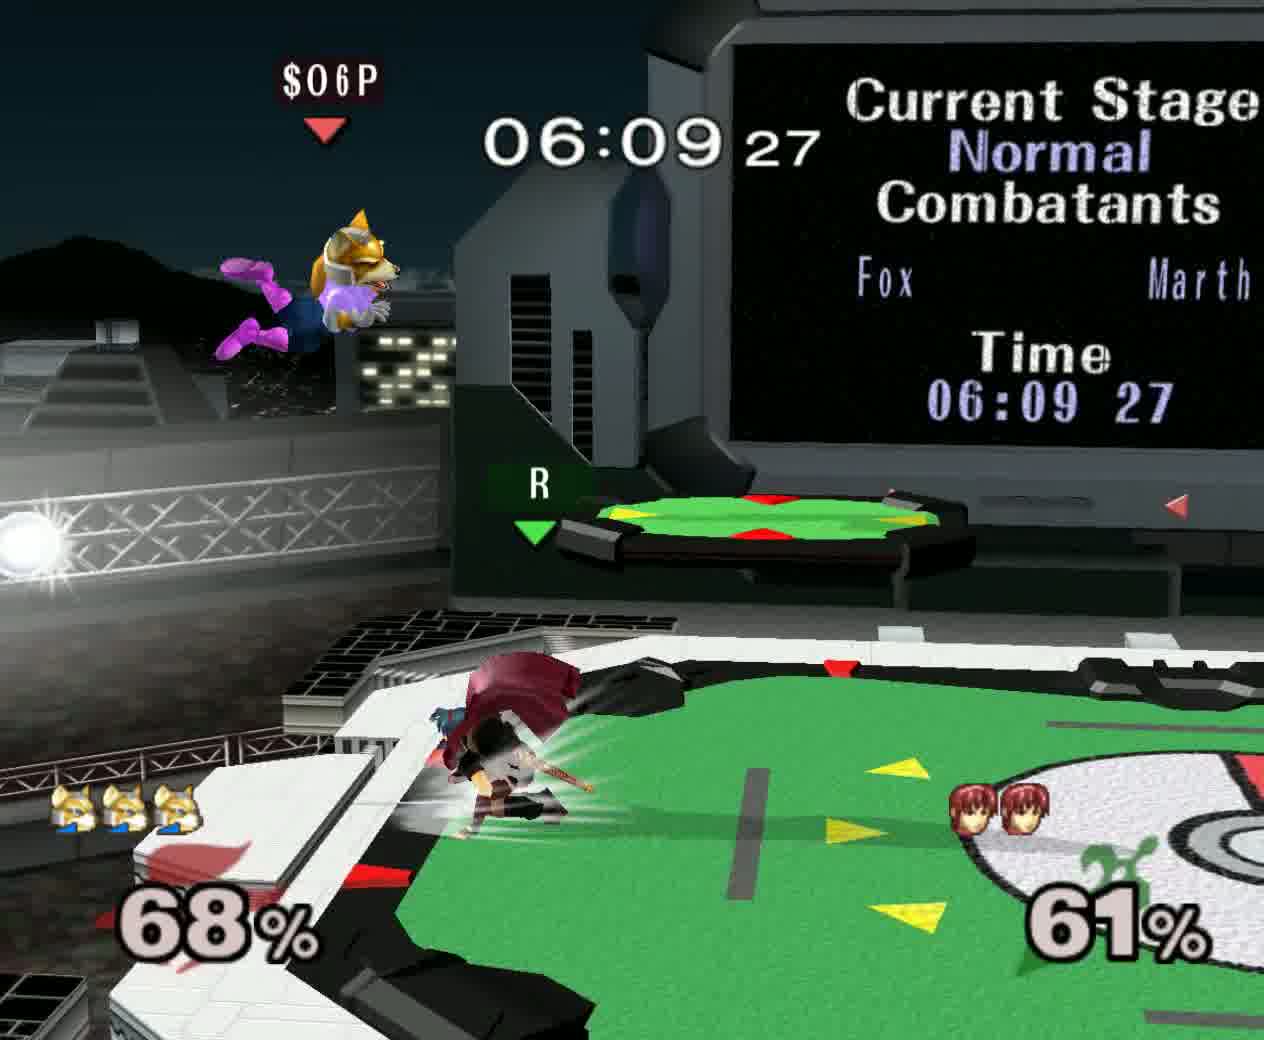 $06P
06:09 27
Current Stage
Normal
Combatants
Fox Marth
Time
06:09 27
R
68%
61%